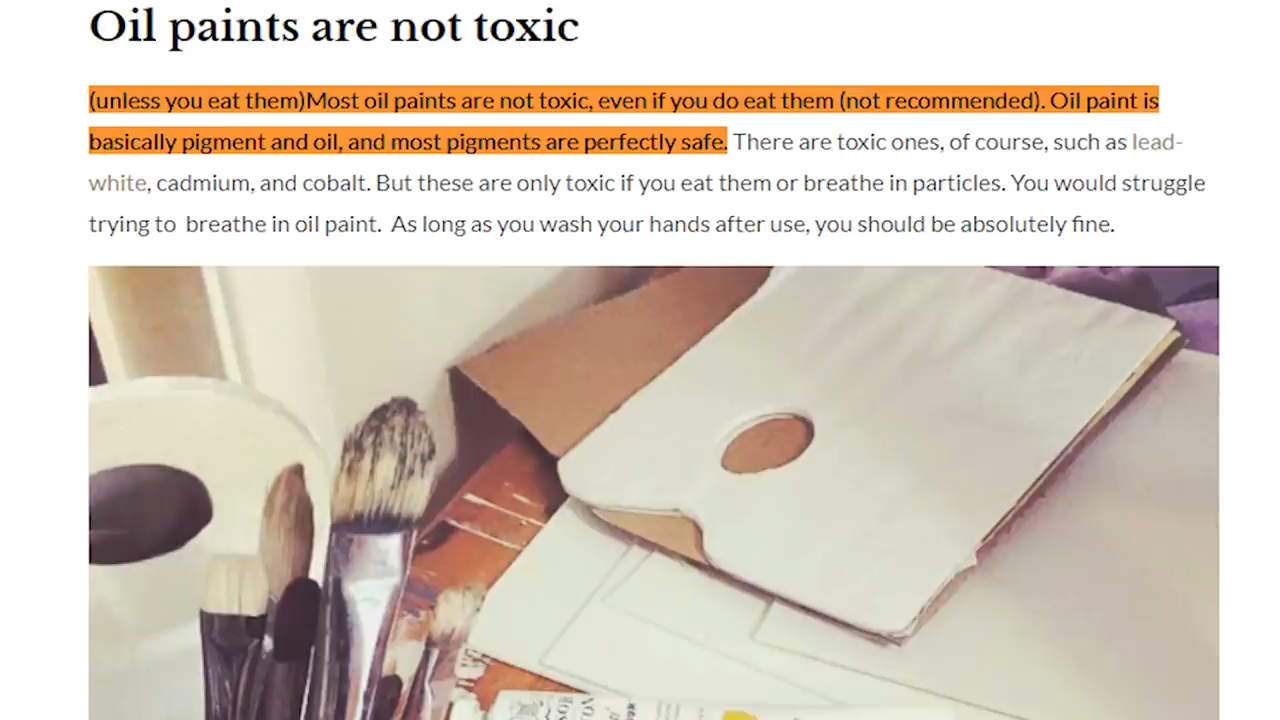 Oil paints are not toxic
(unless you eat them)Most oil paints are not toxic, even if you do eat them (not recommended). Oil paint is
basically pigment and oil, and most pigments are perfectly safe. There are toxic ones, of course, such as lead-
white, cadmium, and cobalt. But these are only toxic if you eat them or breathe in particles. You would struggle
trying to breathe in oil paint. As long as you wash your hands after use, you should be absolutely fine.